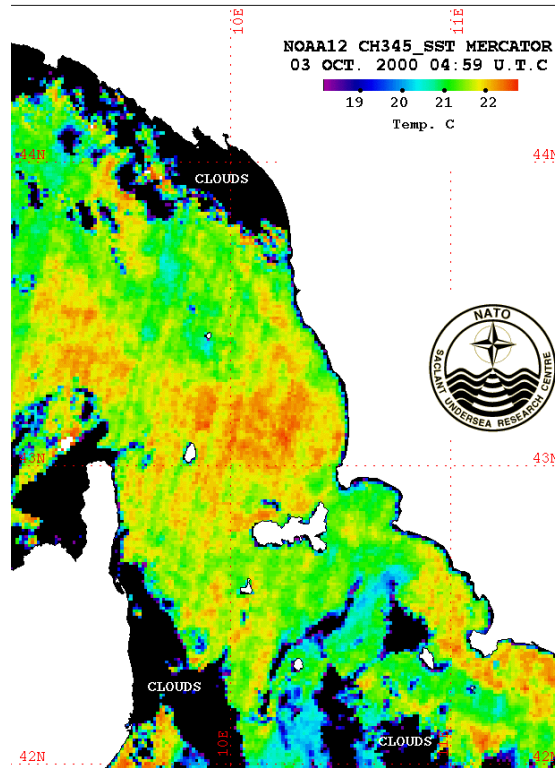 10E
11E
NOAA12 CH345_SST MERCATOR
03 OCT. 2000 04:59 U.T.C
19 20 21 22
Temp. C
44N
44N
CLOUDS
NATO
SACLANT UNDERSEA RESEARCH CENTRE
43N
43N
CLOUDS
10E
11E
CLOUDS
42N
42N